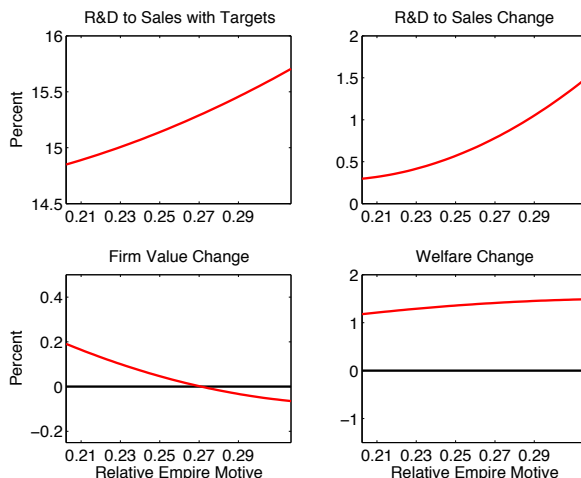 R&D to Sales with Targets
16
15.5
15
14.5
Percent
0.21 0.23 0.25 0.27 0.29
R&D to Sales Change
2
1.5
1
0.5
0
0.21 0.23 0.25 0.27 0.29
Firm Value Change
0.4
0.2
0
−0.2
Percent
0.21 0.23 0.25 0.27 0.29
Relative Empire Motive
Welfare Change
2
1
0
−1
0.21 0.23 0.25 0.27 0.29
Relative Empire Motive